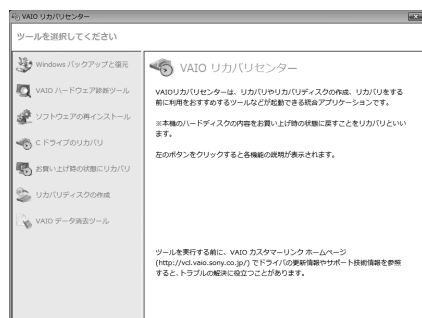 VAIO リカバリセンター
ツールを選択してください
Windows バックアップと復元
VAIO ハードウェア診断ツール
ソフトウェアの再インストール
C ドライブのリカバリ
お買い上げ時の状態にリカバリ
リカバリディスクの作成
VAIO データ消去ツール
VAIO リカバリセンター
VAIOリカバリセンターは、リカバリやリカバリディスクの作成、リカバリをする
前に利用をおすすめするツールなどが起動できる統合アプリケーションです。
※本機のハードディスクの内容をお買い上げ時の状態に戻すことをリカバリといい
ます。
左のボタンをクリックすると各機能の説明が表示されます。
ツールを実行する前に、VAIO カスタマーリンク ホームページ
(http://vcl.vaio.sony.co.jp/) でドライバの更新情報やサポート技術情報を参照
すると、トラブルの解決に役立つことがあります。